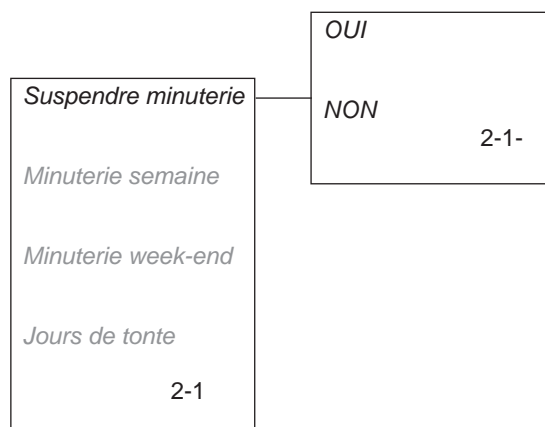 Suspendre minuterie
Minuterie semaine
Minuterie week-end
Jours de tonte
2-1
OUI
NON
2-1-